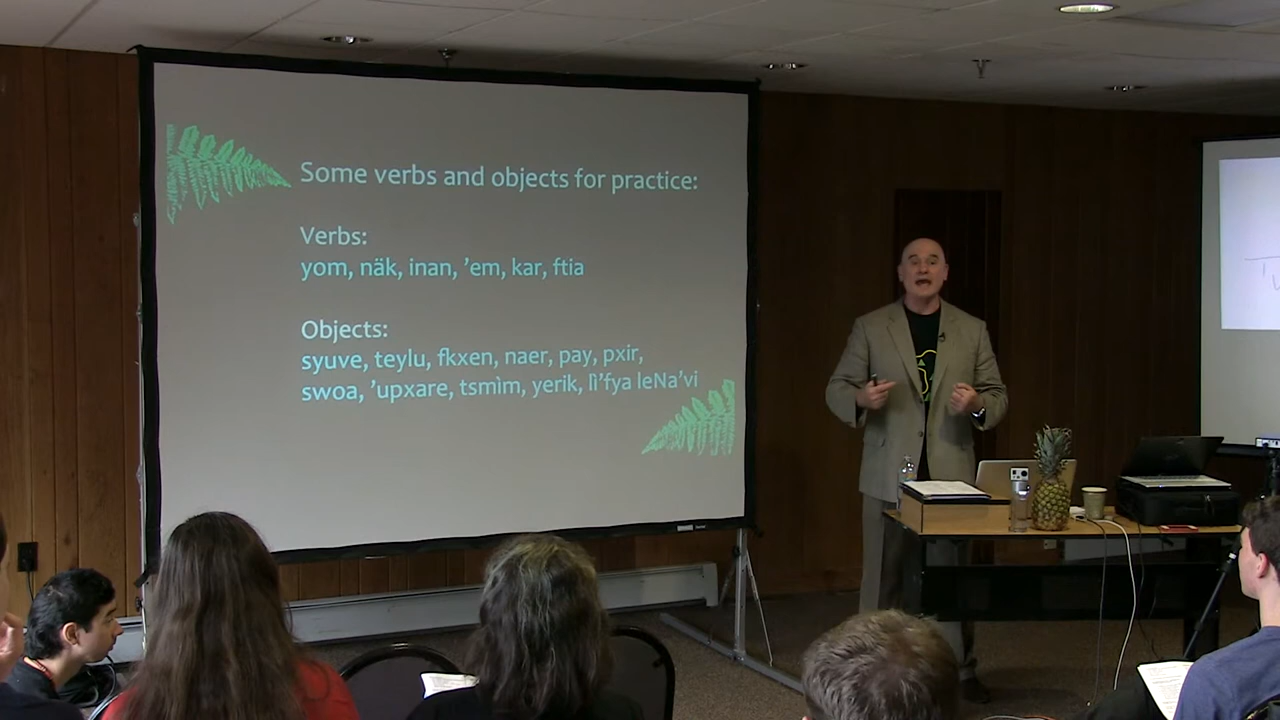 Some verbs and objects for practice:
Verbs:
yom, näk, inan, ’em, kar, ftia
Objects:
syuve, teylu, fkxen, naer, pay, pxir,
swoa, ’upxare, tsmìm, yerik, lì’fya leNa’vi